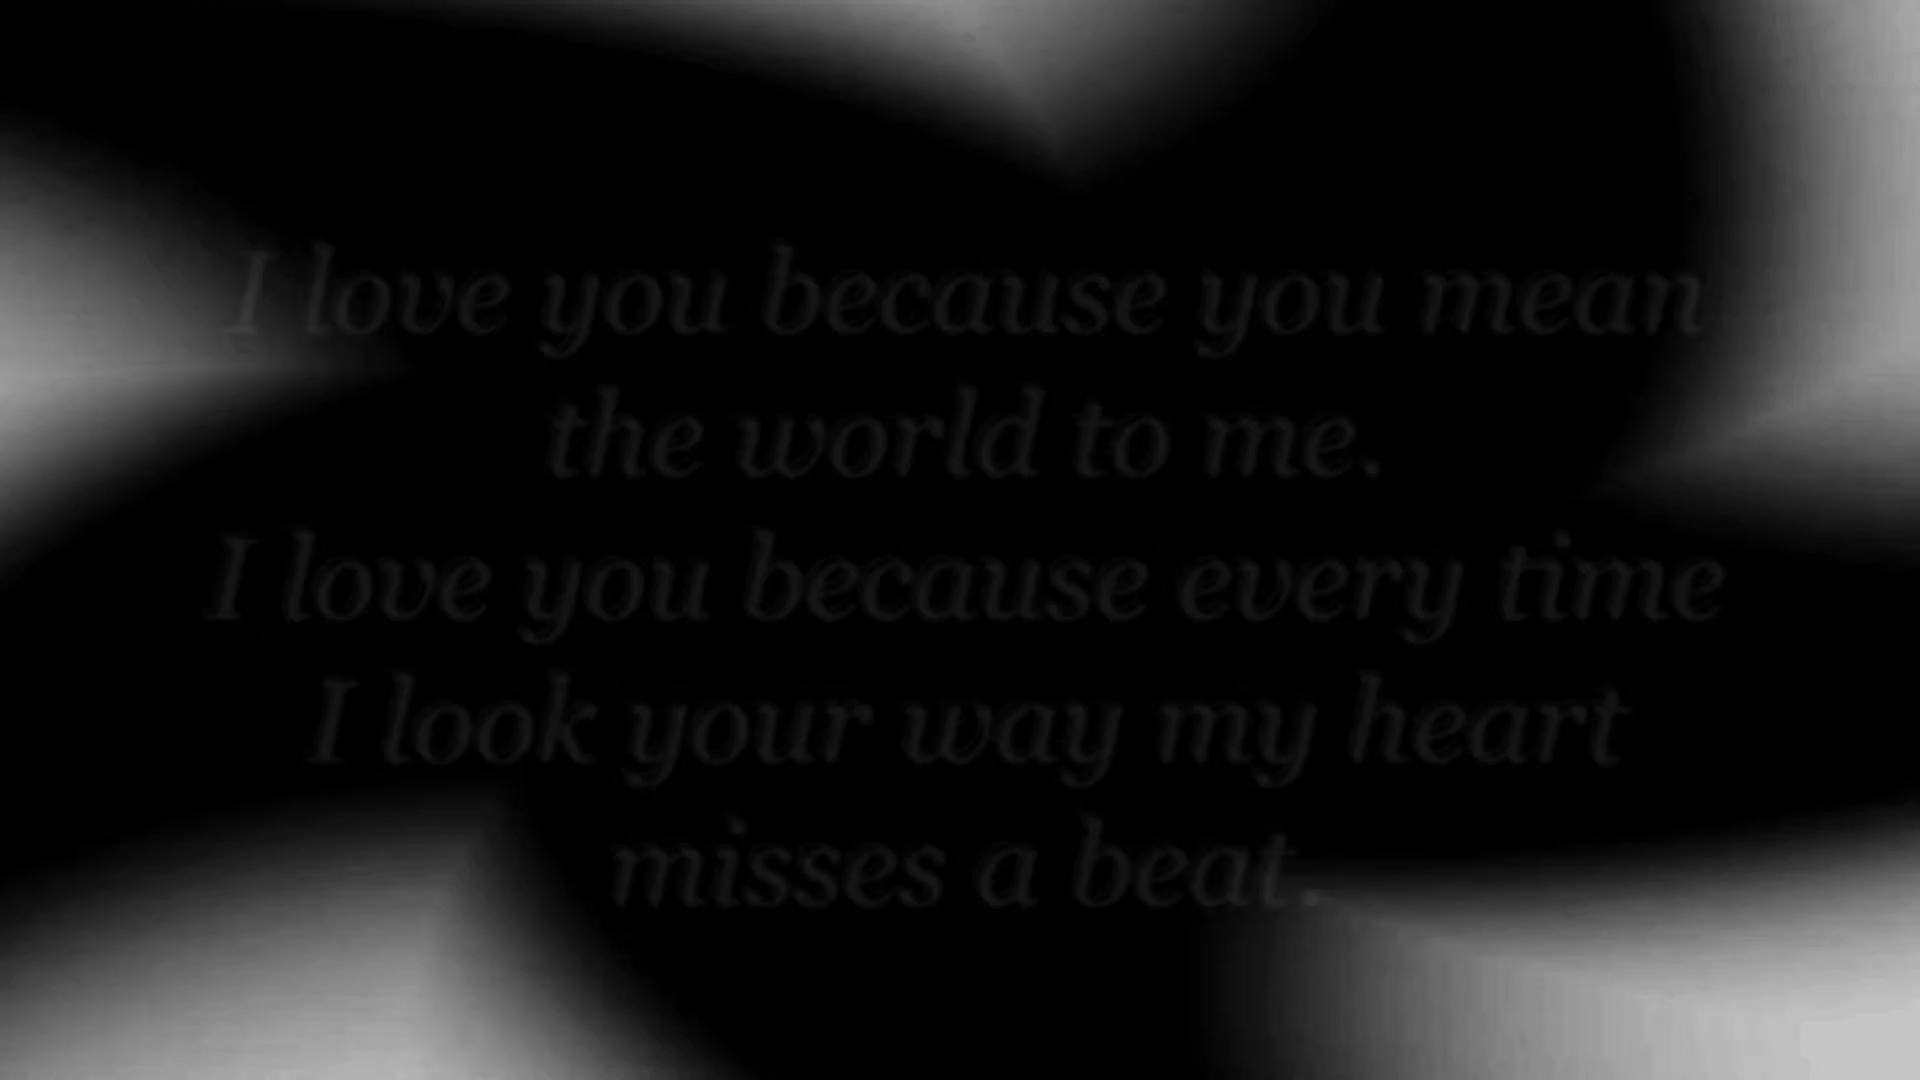 I love you because you mean
the world to me.
I love you because every time
I look your way my heart
misses a beat.